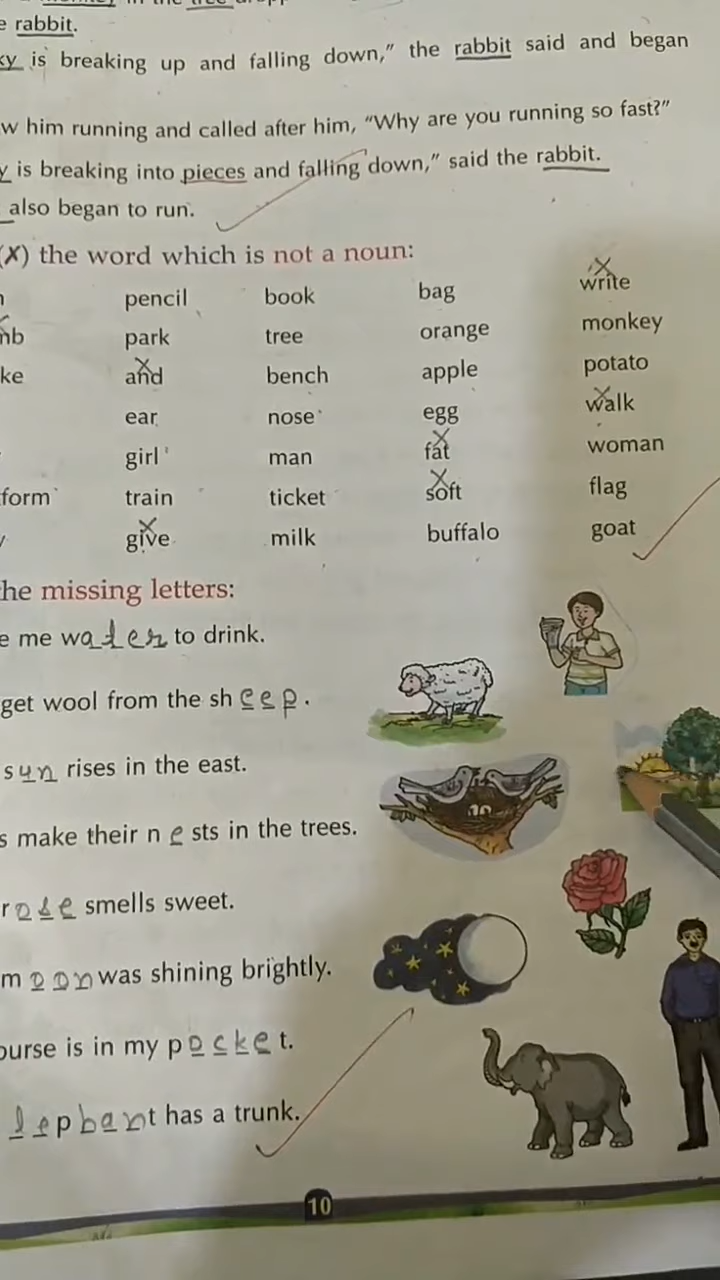 rabbit.
is breaking up and falling down,” the rabbit said and began
him running and called after him, “Why are you running so fast?”
is breaking into pieces and falling down,” said the rabbit.
also began to run.
(✗) the word which is not a noun:
pencil book bag write
park tree orange monkey
and bench apple potato
ear nose egg walk
girl man fat woman
form train ticket soft flag
give milk buffalo goat
the missing letters:
me water to drink.
get wool from the sheep.
sun rises in the east.
make their nests in the trees.
rose smells sweet.
moon was shining brightly.
purse is in my pocket.
lephant has a trunk.
10